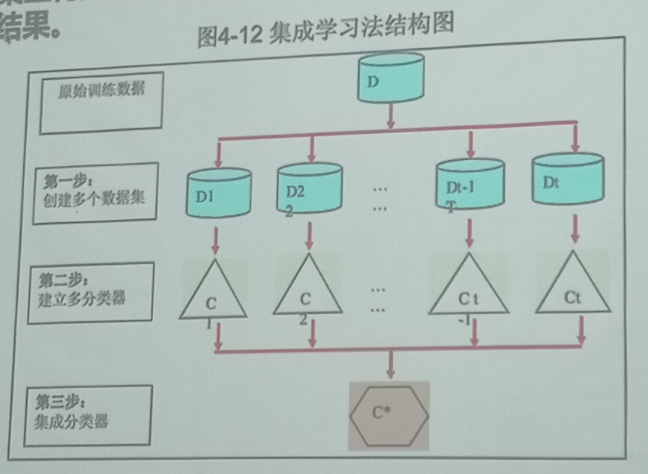 结果。
图4-12 集成学习法结构图
原始训练数据
D
第一步：
创建多个数据集
D1
D2
2
...
...
Dt-1
T
Dt
第二步：
建立多分类器
C
1
C
2
...
...
C t
-1
Ct
第三步：
集成分类器
C*